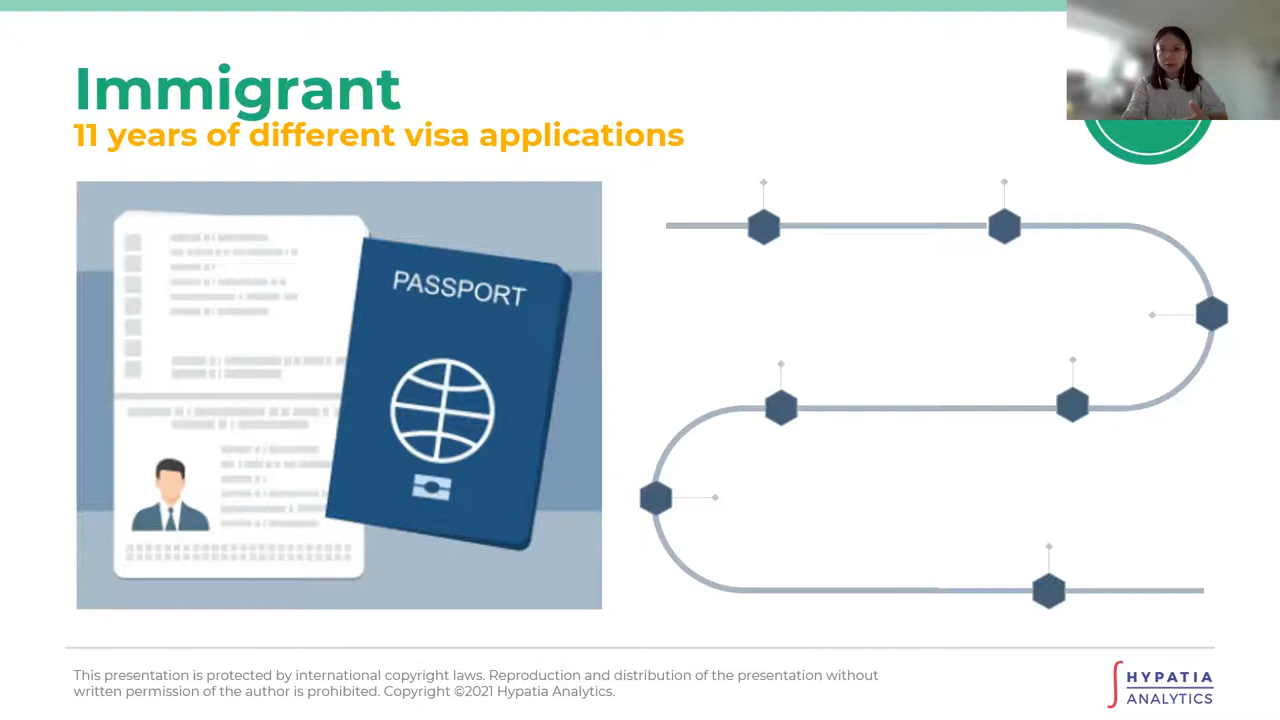 Immigrant
11 years of different visa applications
PASSPORT
This presentation is protected by international copyright laws. Reproduction and distribution of the presentation without
written permission of the author is prohibited. Copyright ©2021 Hypatia Analytics.
HYPATIA
ANALYTICS